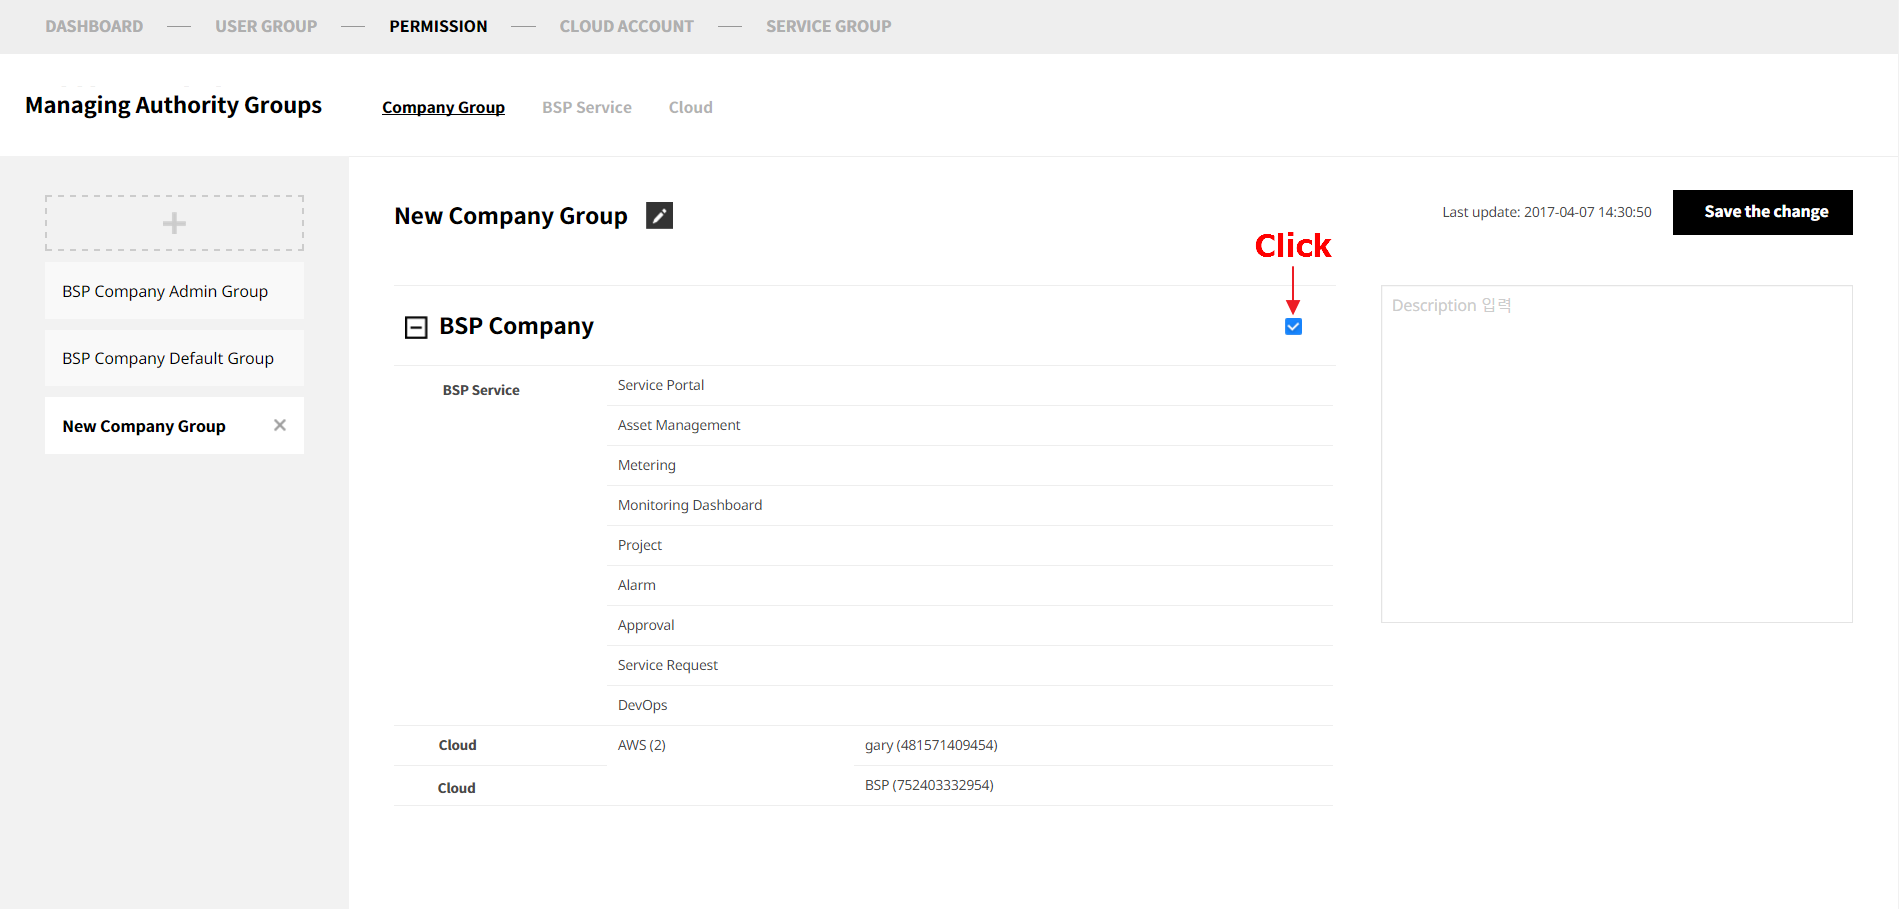 DASHBOARD — USER GROUP — PERMISSION — CLOUD ACCOUNT — SERVICE GROUP
Managing Authority Groups
Company Group BSP Service Cloud
BSP Company Admin Group
BSP Company Default Group
New Company Group
New Company Group
Last update: 2017-04-07 14:30:50
Save the change
Click
BSP Company
BSP Service
Service Portal
Asset Management
Metering
Monitoring Dashboard
Project
Alarm
Approval
Service Request
DevOps
Cloud AWS (2) gary (481571409454)
Cloud BSP (752403332954)
Description 입력